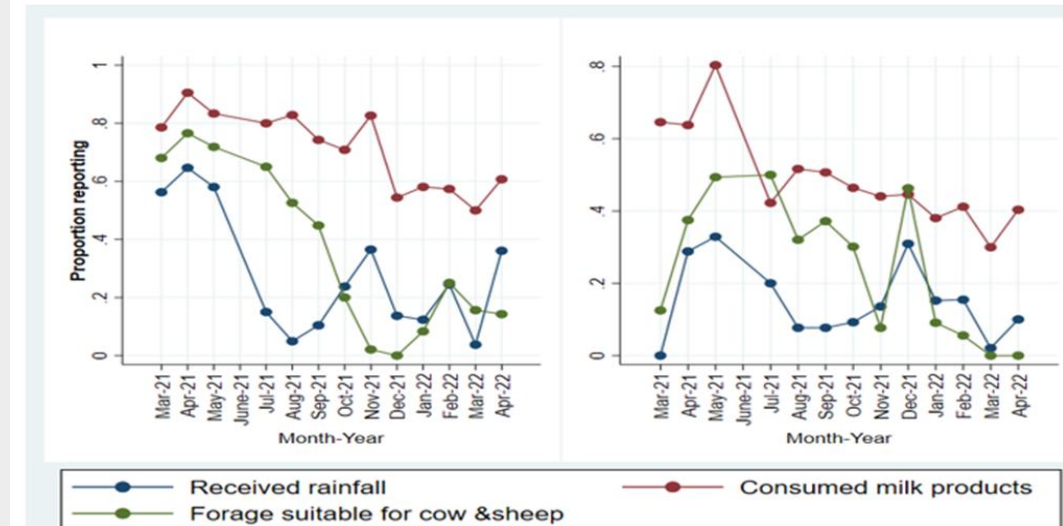 Proportion reporting
1
.8
.6
.4
.2
0
Mar-21
Apr-21
May-21
June-21
Jul-21
Aug-21
Sep-21
Oct-21
Nov-21
Dec-21
Jan-22
Feb-22
Mar-22
Apr-22
Month-Year
.8
.6
.4
.2
0
Mar-21
Apr-21
May-21
June-21
Jul-21
Aug-21
Sep-21
Oct-21
Nov-21
Dec-21
Jan-22
Feb-22
Mar-22
Apr-22
Month-Year
Received rainfall
Consumed milk products
Forage suitable for cow &sheep